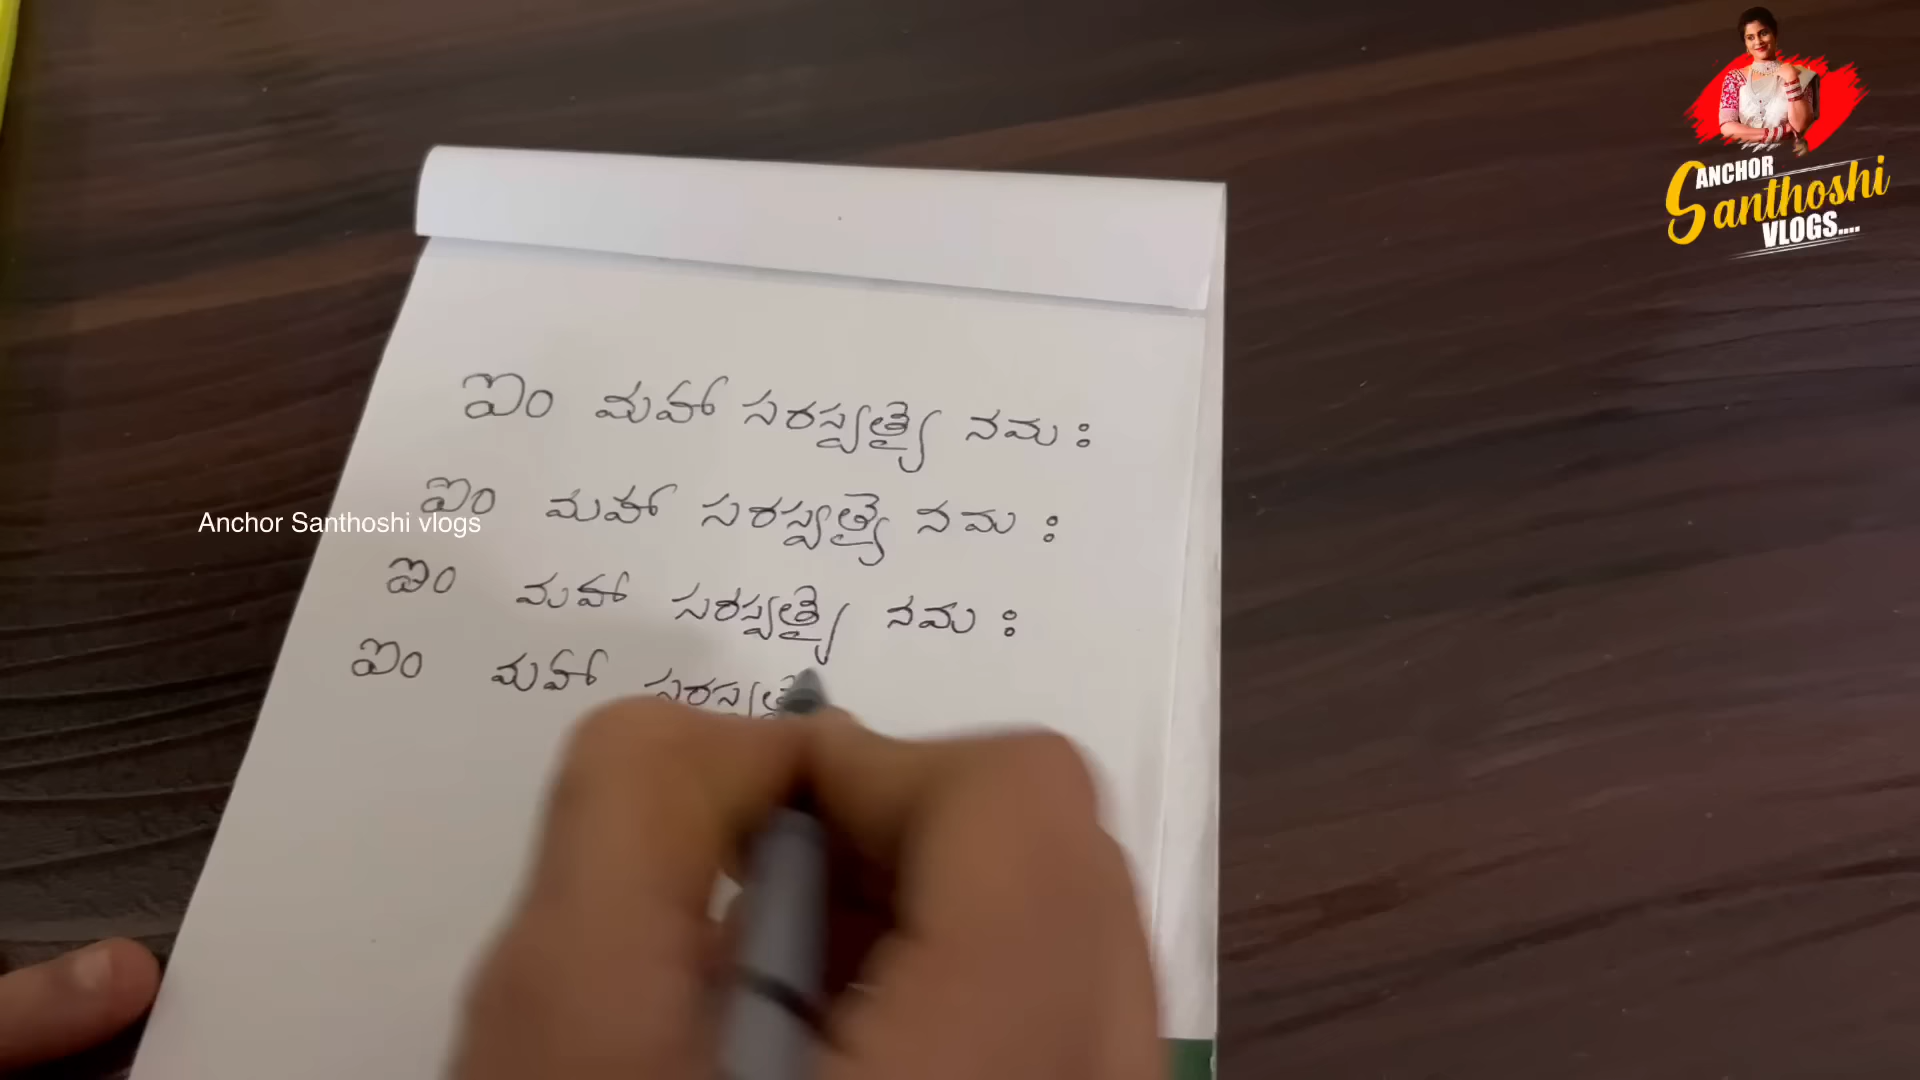 ANCHOR
Santhoshi
VLOGS....
ఐం మహా సరస్వత్యై నమః
ఐం మహా సరస్వత్యై నమః
Anchor Santhoshi vlogs
ఐం మహా సరస్వత్యై నమః
ఐం మహా